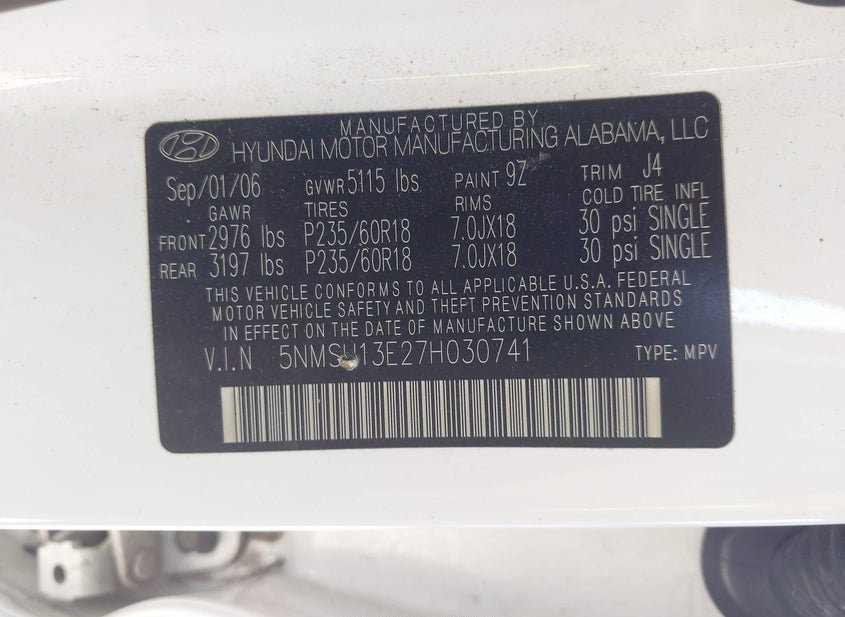 MANUFACTURED BY
HYUNDAI MOTOR MANUFACTURING ALABAMA, LLC
Sep/01/06 GVWR 5115 lbs PAINT 9Z TRIM J4
GAWR TIRES RIMS COLD TIRE INFL
FRONT 2976 lbs P235/60R18 7.0JX18 30 psi SINGLE
REAR 3197 lbs P235/60R18 7.0JX18 30 psi SINGLE
THIS VEHICLE CONFORMS TO ALL APPLICABLE U.S.A. FEDERAL
MOTOR VEHICLE SAFETY AND THEFT PREVENTION STANDARDS
IN EFFECT ON THE DATE OF MANUFACTURE SHOWN ABOVE
V.I.N 5NMSH13E27H030741 TYPE: MPV